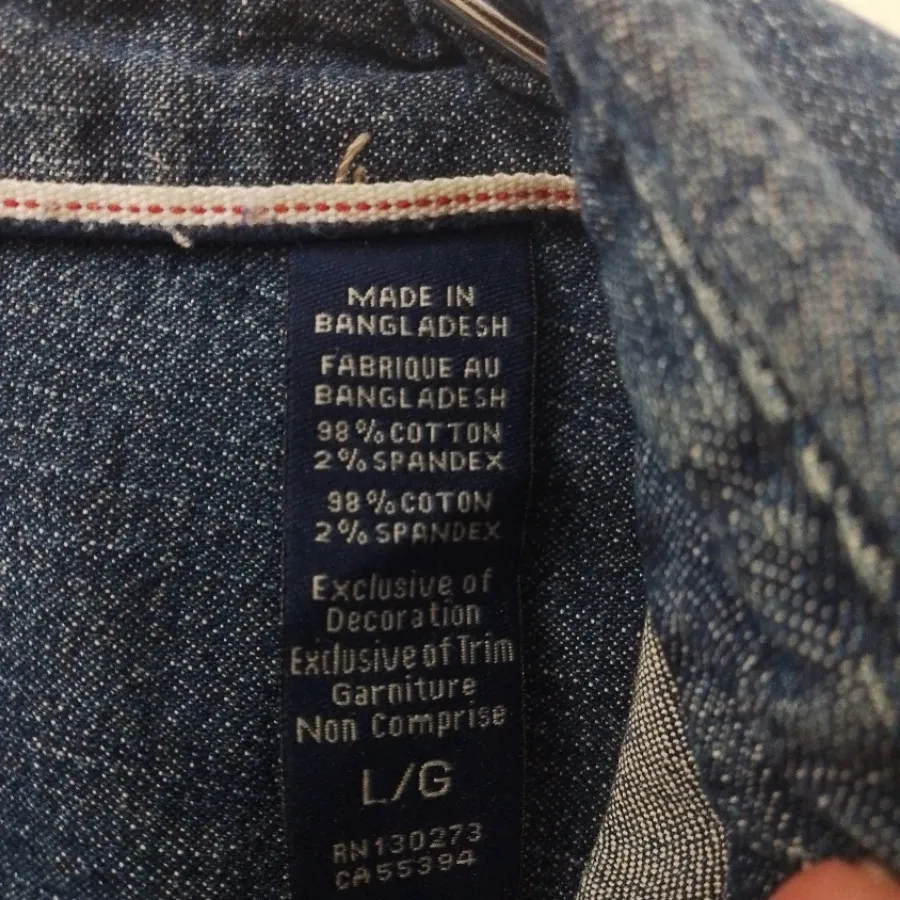 MADE IN
BANGLADESH
FABRIQUE AU
BANGLADESH
98% COTTON
2% SPANDEX
98% COTON
2% SPANDEX
Exclusive of
Decoration
Exclusive of Trim
Garniture
Non Comprise
L/G
RN130273
CA55394